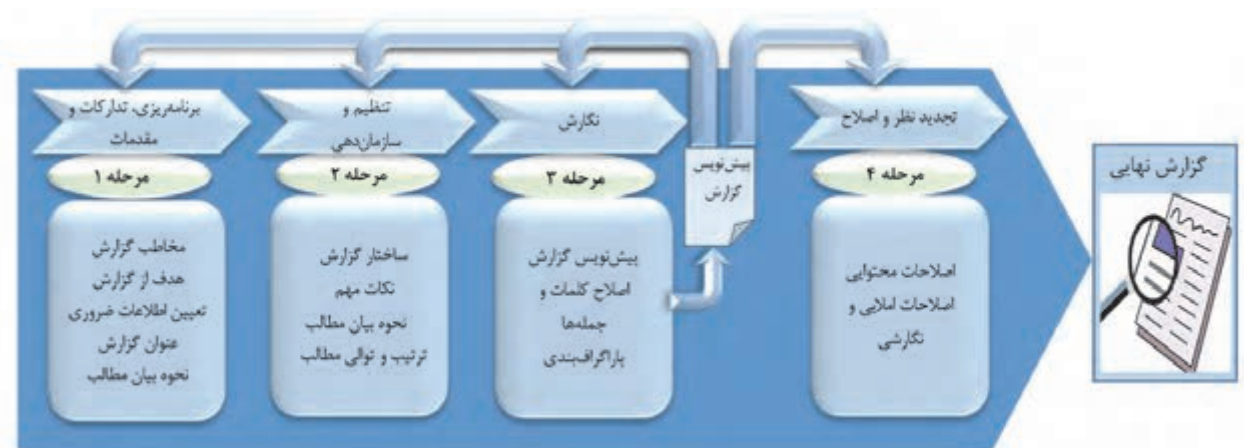 برنامه‌ریزی، تدارکات و
مقدمات
مرحله ۱
مخاطب گزارش
هدف از گزارش
تعیین اطلاعات ضروری
عنوان گزارش
نحوه بیان مطالب
تنظیم و
سازمان‌دهی
مرحله ۲
ساختار گزارش
نکات مهم
نحوه بیان مطالب
ترتیب و توالی مطالب
نگارش
مرحله ۳
پیش‌نویس گزارش
اصلاح کلمات و
جمله‌ها
پاراگراف‌بندی
پیش‌نویس
گزارش
تجدید نظر و اصلاح
مرحله ۴
اصلاحات محتوایی
اصلاحات املایی و
نگارشی
گزارش نهایی